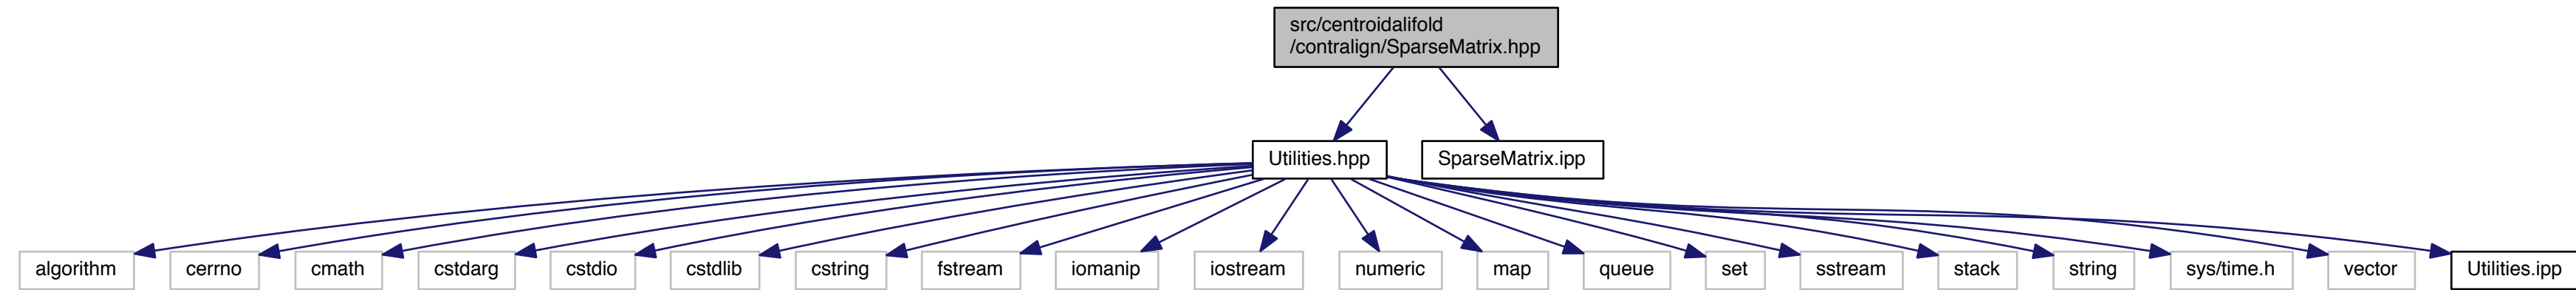 src/centroidalifold
/contralign/SparseMatrix.hpp
Utilities.hpp
SparseMatrix.ipp
algorithm
cerrno
cmath
cstdarg
cstdio
cstdlib
cstring
fstream
iomanip
iostream
numeric
map
queue
set
sstream
stack
string
sys/time.h
vector
Utilities.ipp